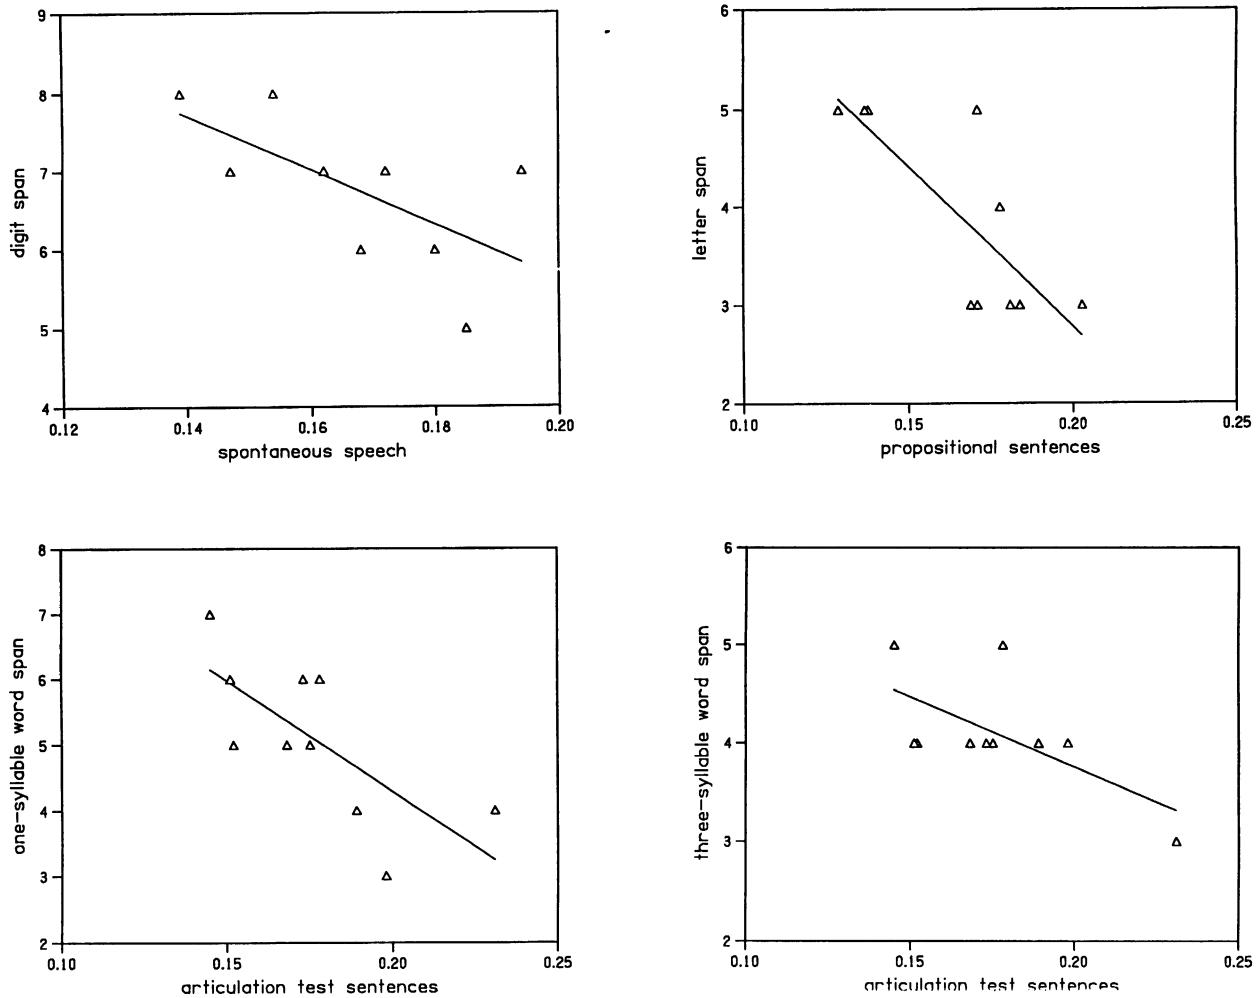 9
8
7
6
5
4
digit span
0.12 0.14 0.16 0.18 0.20
spontaneous speech
6
5
4
3
2
letter span
0.10 0.15 0.20 0.25
propositional sentences
8
7
6
5
4
3
2
one-syllable word span
0.10 0.15 0.20 0.25
articulation test sentences
6
5
4
3
2
three-syllable word span
0.10 0.15 0.20 0.25
articulation test sentences